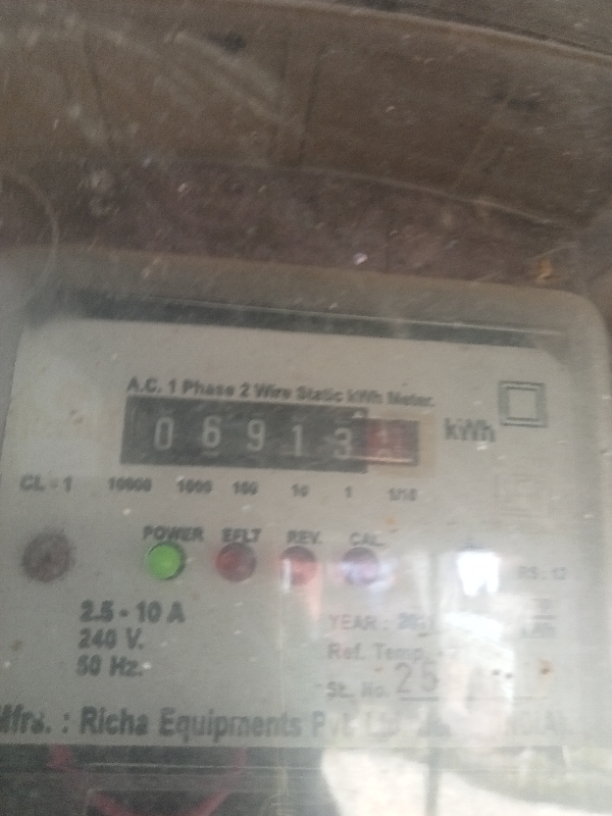 A.C. 1 Phase 2 Wire Static kWh Meter.
0 6 9 1 3
kWh
CL - 1
10000 1000 100 10 1 1/10
POWER EFLT REV. CAL.
2.5 - 10 A
240 V.
50 Hz.
YEAR :
Ref. Temp.
Sl. No. 25
Mfrs. : Richa Equipments